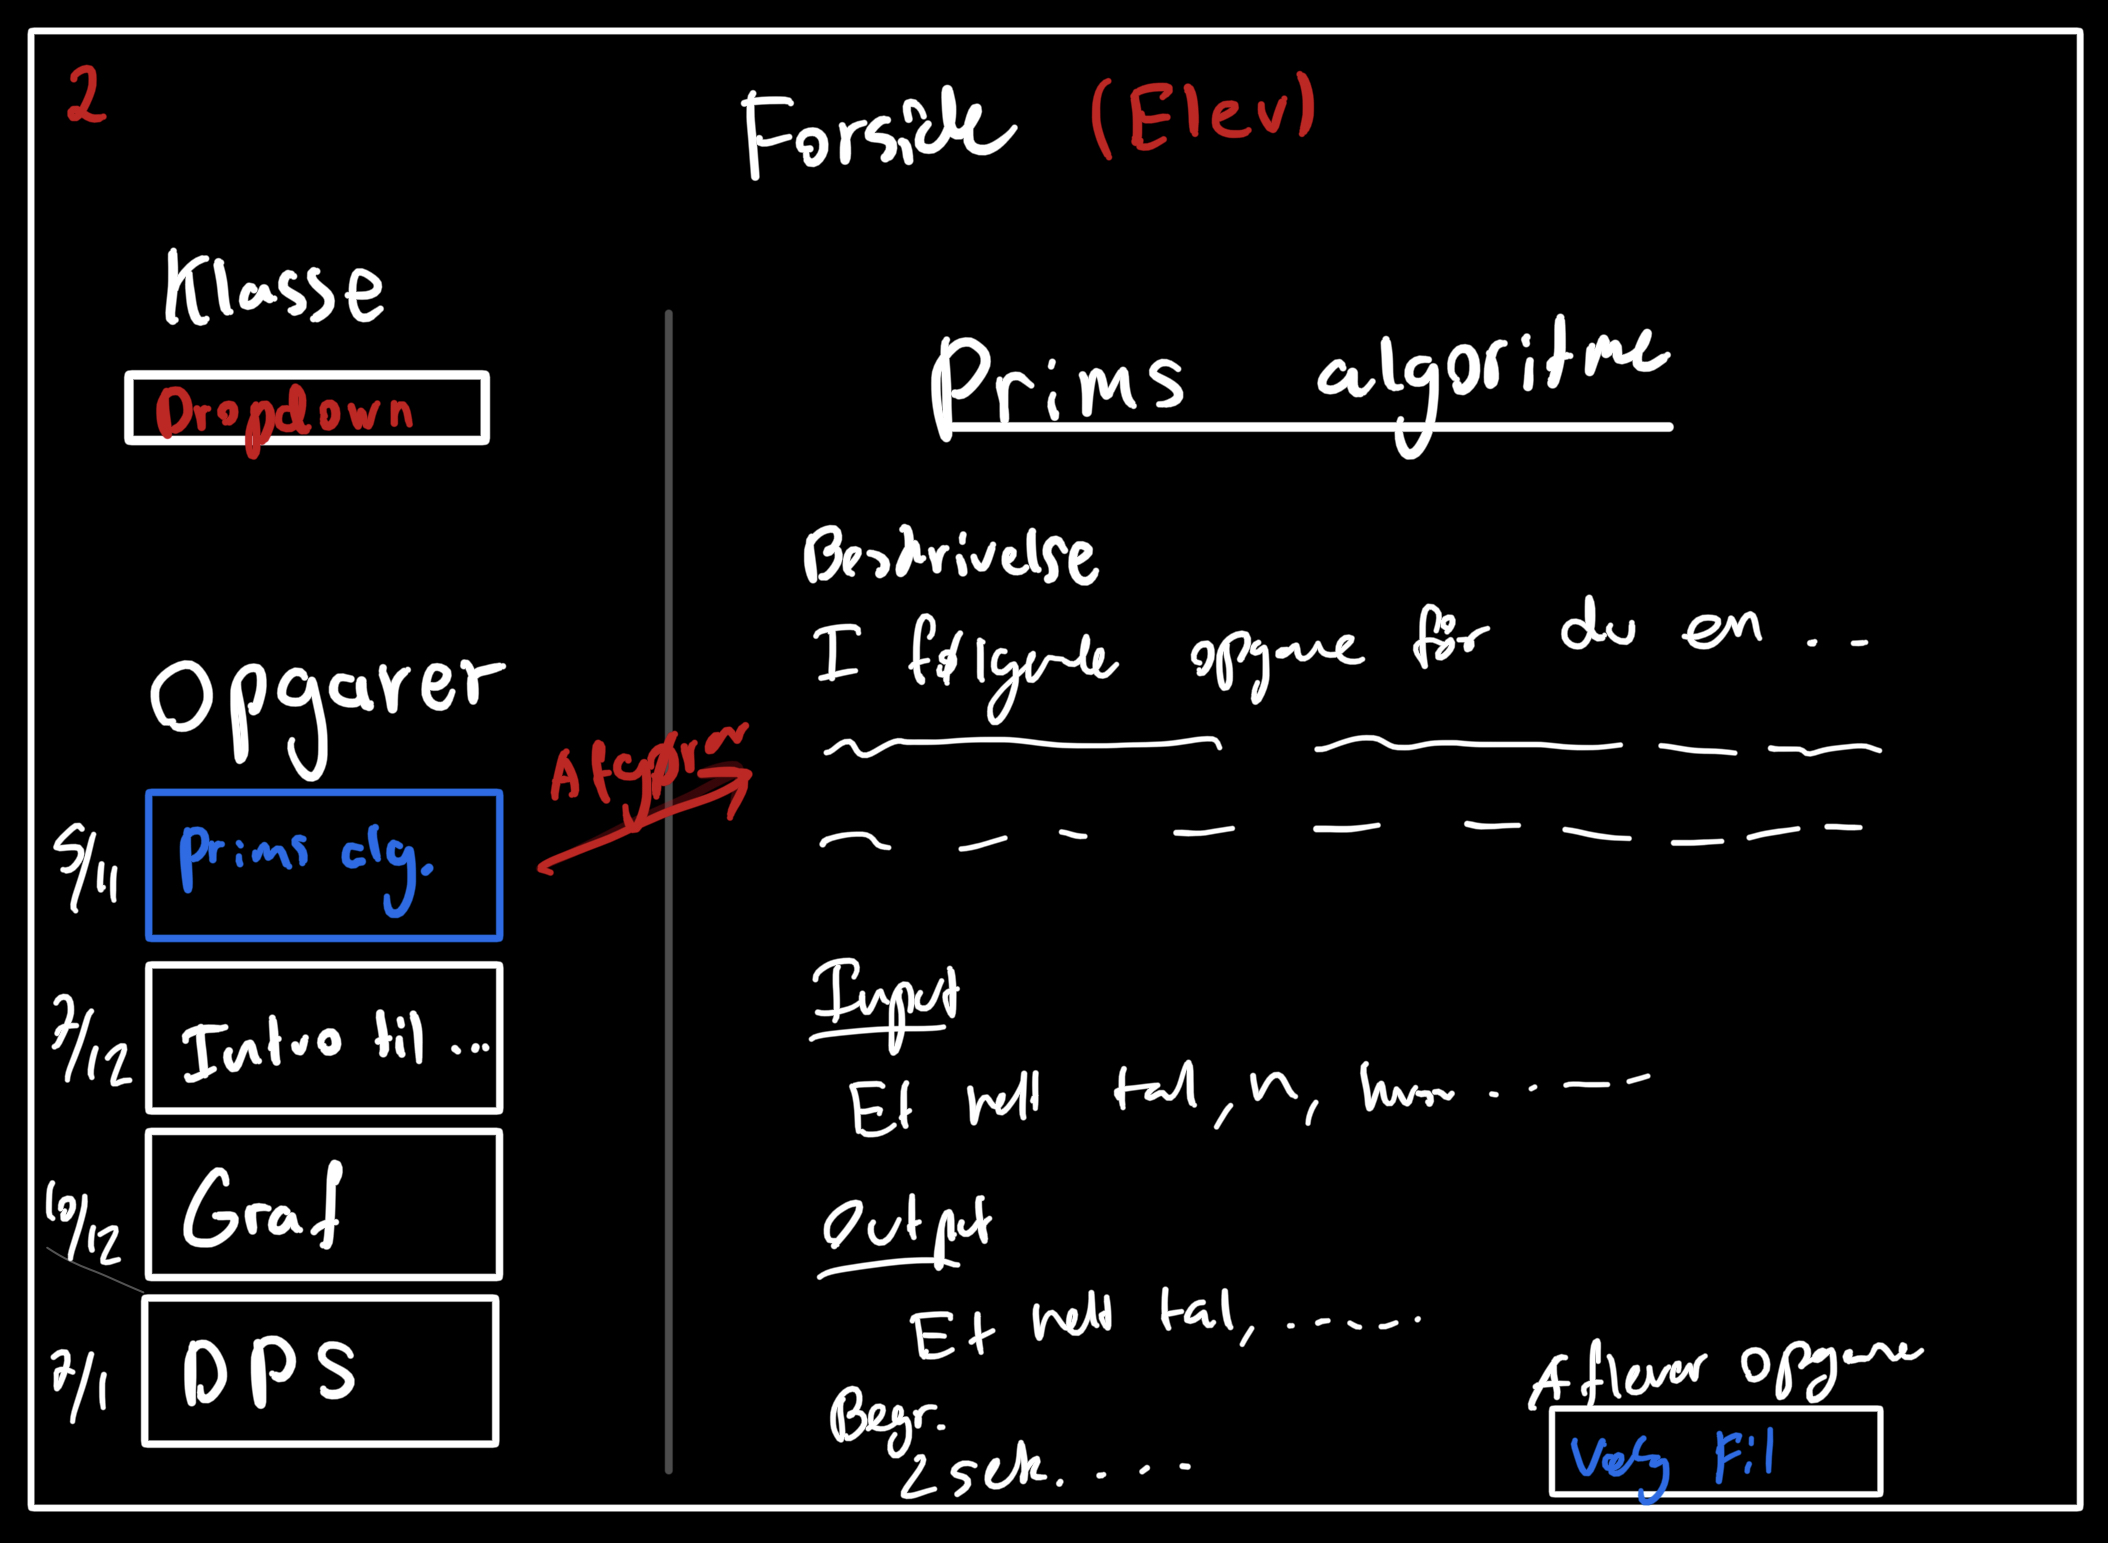 2
Forside (Elev)
Klasse
Dropdown
Opgaver
5/11 Prims alg.
7/12 Intro til ...
10/12 Graf
7/1 DPS
Afgører
Prims algoritme
Beskrivelse
I følgende opgave får du en ..
Input
Et helt tal, n, hvor ..
Output
Et helt tal, .....
Begr.
2 sek. ....
Aflever opgave
Vælg Fil